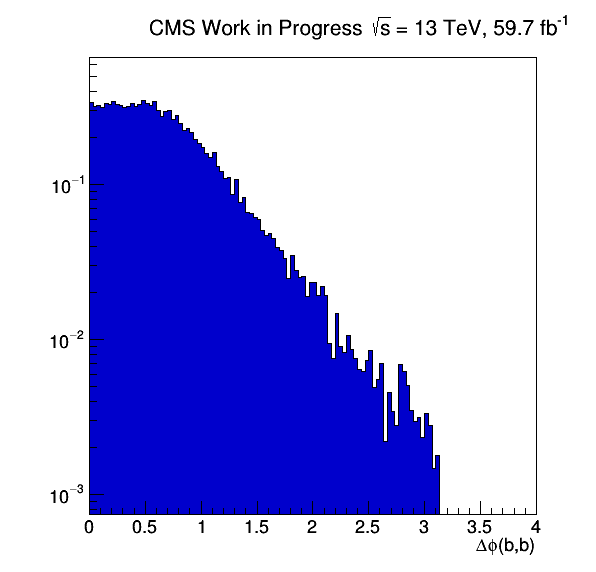 CMS Work in Progress √s = 13 TeV, 59.7 fb⁻¹
10⁻¹
10⁻²
10⁻³
0 0.5 1 1.5 2 2.5 3 3.5 4
Δϕ(b,b)